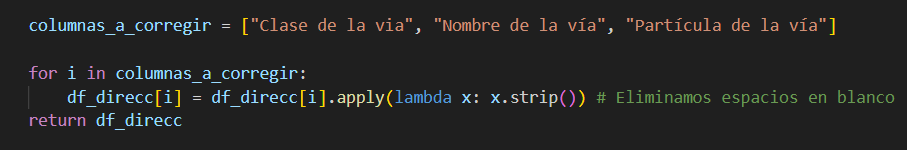 columnas_a_corregir = ["Clase de la via", "Nombre de la vía", "Partícula de la vía"]
for i in columnas_a_corregir:
    df_direcc[i] = df_direcc[i].apply(lambda x: x.strip()) # Eliminamos espacios en blanco
return df_direcc